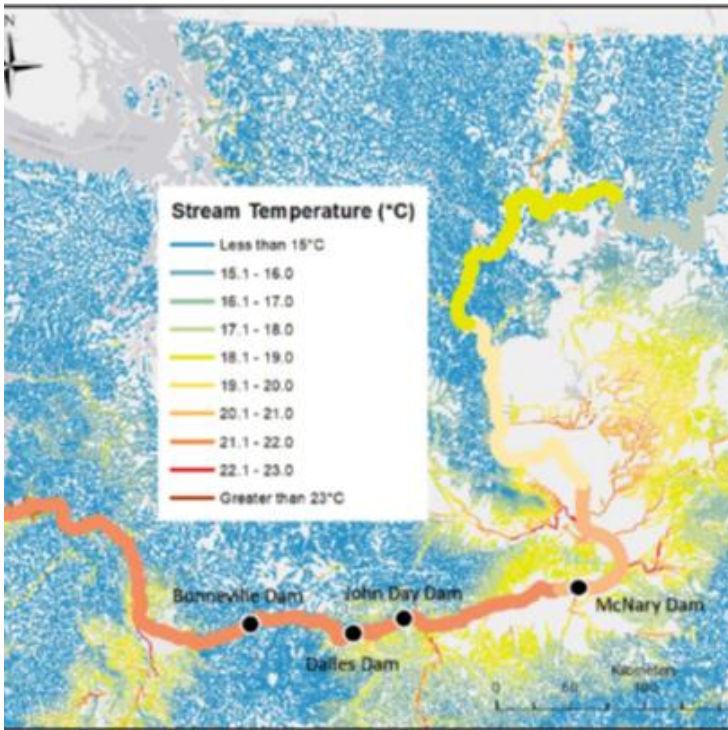 N
Stream Temperature (°C)
Less than 15°C
15.1 - 16.0
16.1 - 17.0
17.1 - 18.0
18.1 - 19.0
19.1 - 20.0
20.1 - 21.0
21.1 - 22.0
22.1 - 23.0
Greater than 23°C
Bonneville Dam
John Day Dam
McNary Dam
Dalles Dam
Kilometers
0